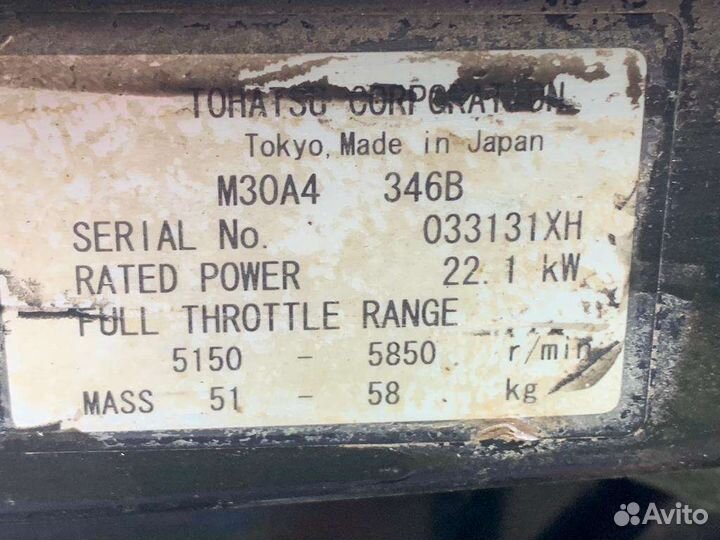 TOHATSU CORPORATION
Tokyo, Made in Japan
M30A4 346B
SERIAL No. 033131XH
RATED POWER 22.1 kW
FULL THROTTLE RANGE
5150 - 5850 r/min
MASS 51 - 58 kg
Avito